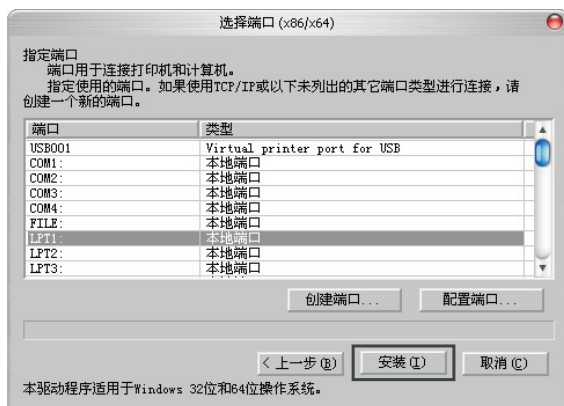 选择端口 (x86/x64)
指定端口
端口用于连接打印机和计算机。
指定使用的端口。如果使用TCP/IP或以下未列出的其它端口类型进行连接，请
创建一个新的端口。
端口 类型
USB001 Virtual printer port for USB
COM1: 本地端口
COM2: 本地端口
COM3: 本地端口
COM4: 本地端口
FILE: 本地端口
LPT1: 本地端口
LPT2: 本地端口
LPT3: 本地端口
创建端口... 配置端口...
<上一步(B) 安装(I) 取消(C)
本驱动程序适用于Windows 32位和64位操作系统。